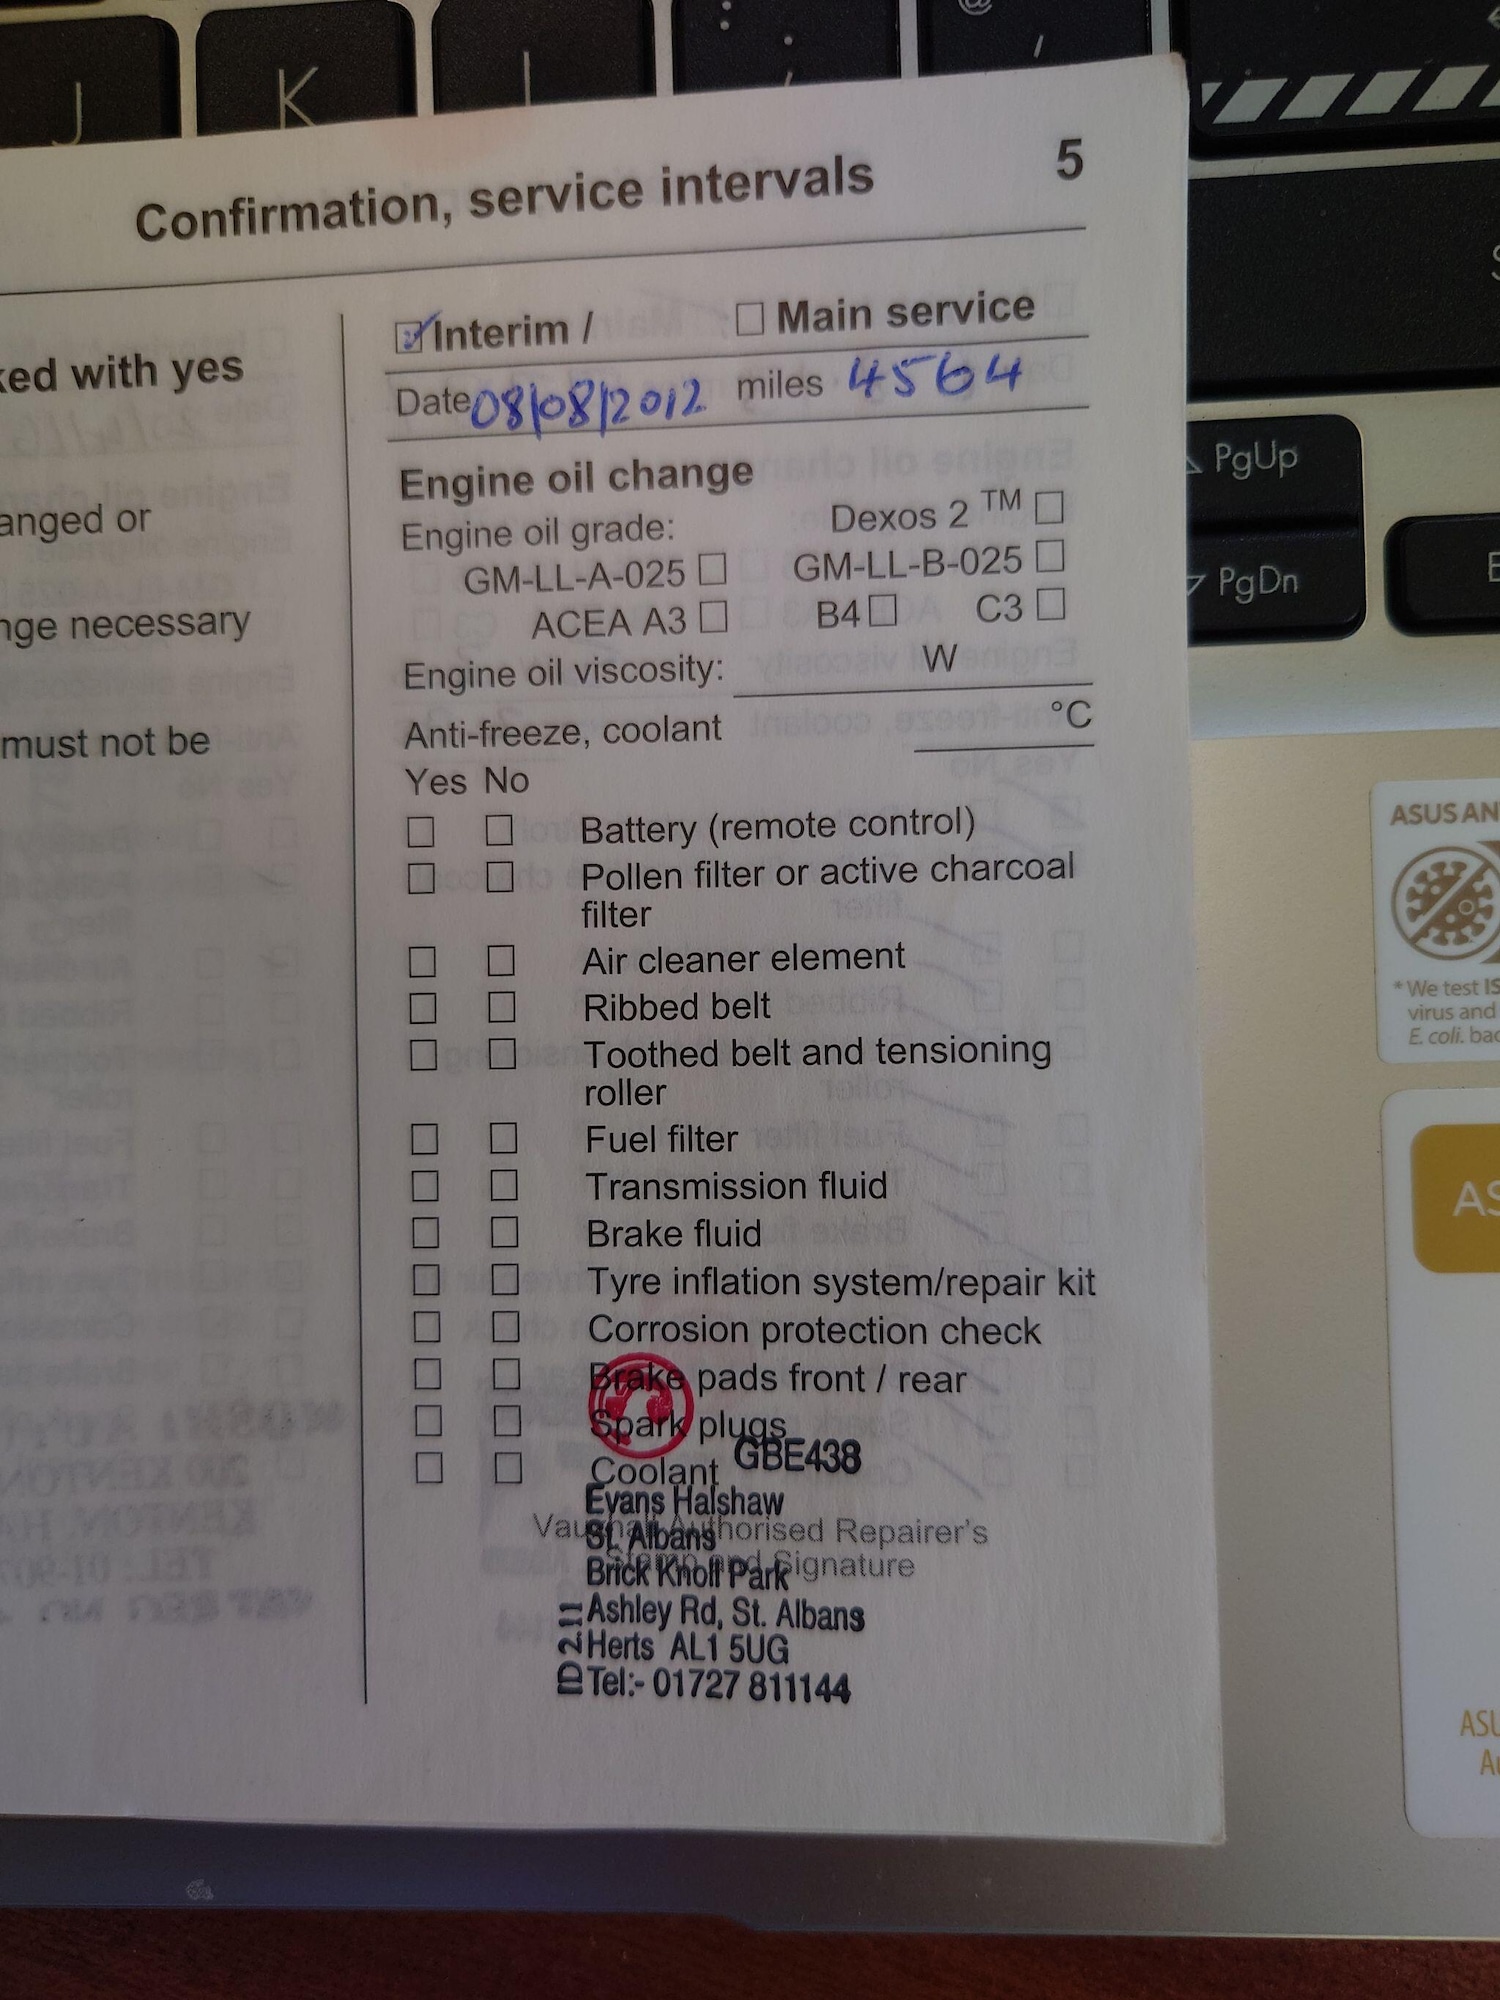 J K L : ; @ /
Confirmation, service intervals 5
ked with yes
anged or
nge necessary
must not be
Interim / Main service
Date 08/08/2012 miles 4564
Engine oil change
Engine oil grade: Dexos 2 TM
GM-LL-A-025 GM-LL-B-025
ACEA A3 B4 C3
Engine oil viscosity: W
Anti-freeze, coolant °C
Yes No
Battery (remote control)
Pollen filter or active charcoal
filter
Air cleaner element
Ribbed belt
Toothed belt and tensioning
roller
Fuel filter
Transmission fluid
Brake fluid
Tyre inflation system/repair kit
Corrosion protection check
Brake pads front / rear
Spark plugs
Coolant
GBE438
Evans Halshaw
Vauxhall Authorised Repairer's
St. Albans
Stamp and Signature
Brick Knoll Park
Ashley Rd, St. Albans
Herts AL1 5UG
Tel:- 01727 811144
ID 211
PgUp
PgDn
ASUS AN
*We test IS
virus and
E. coli. bac
AS
ASU
Au